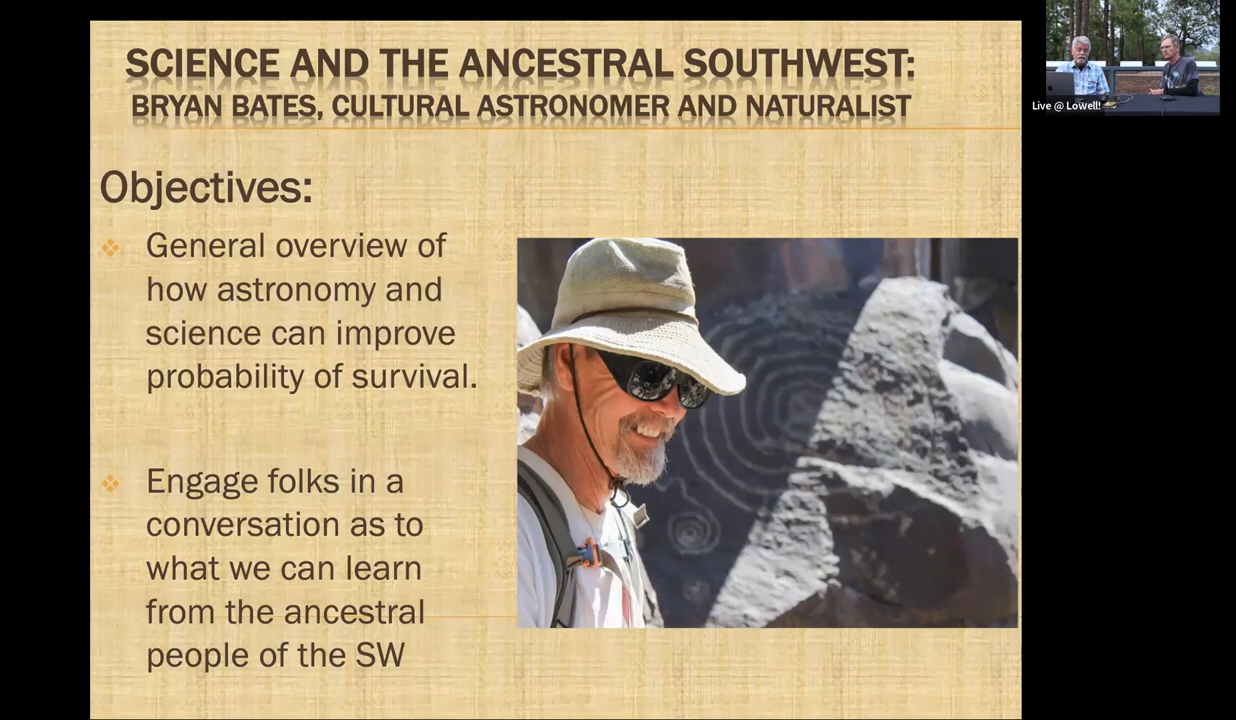 SCIENCE AND THE ANCESTRAL SOUTHWEST:
BRYAN BATES, CULTURAL ASTRONOMER AND NATURALIST
Objectives:
General overview of
how astronomy and
science can improve
probability of survival.
Engage folks in a
conversation as to
what we can learn
from the ancestral
people of the SW
Live @ Lowell!